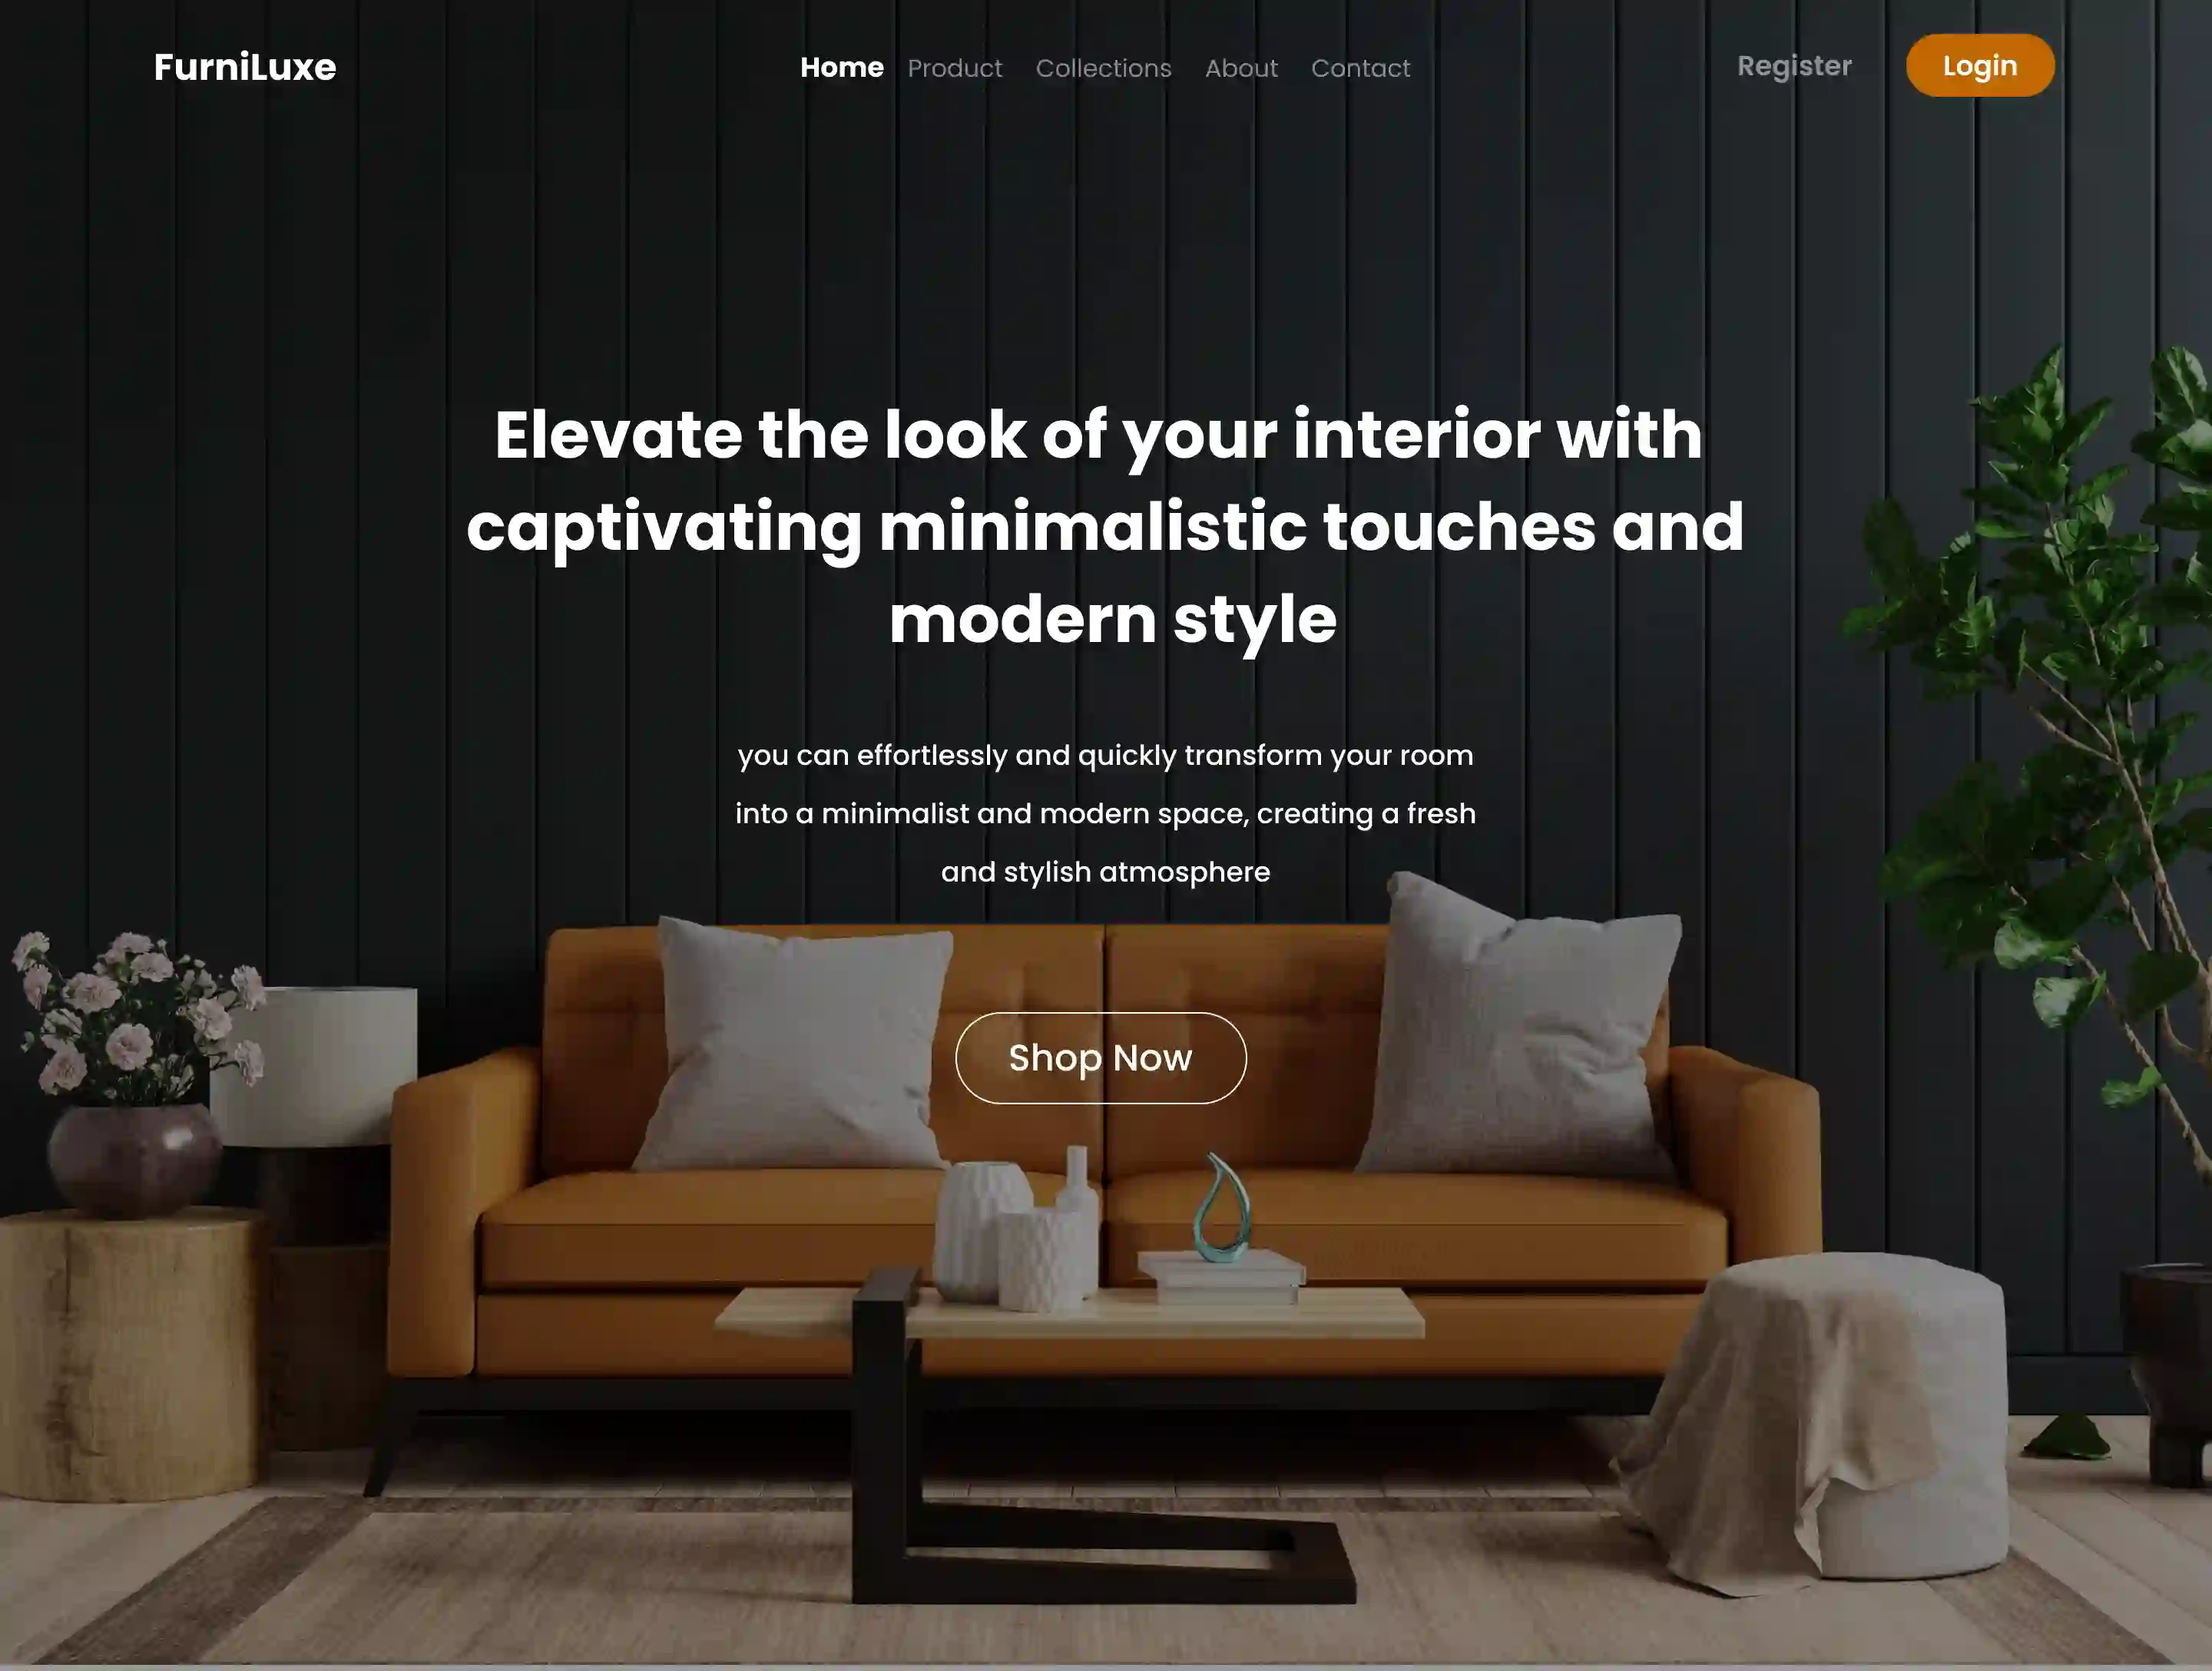 FurniLuxe
Home Product Collections About Contact
Register
Login
Elevate the look of your interior with
captivating minimalistic touches and
modern style
you can effortlessly and quickly transform your room
into a minimalist and modern space, creating a fresh
and stylish atmosphere
Shop Now